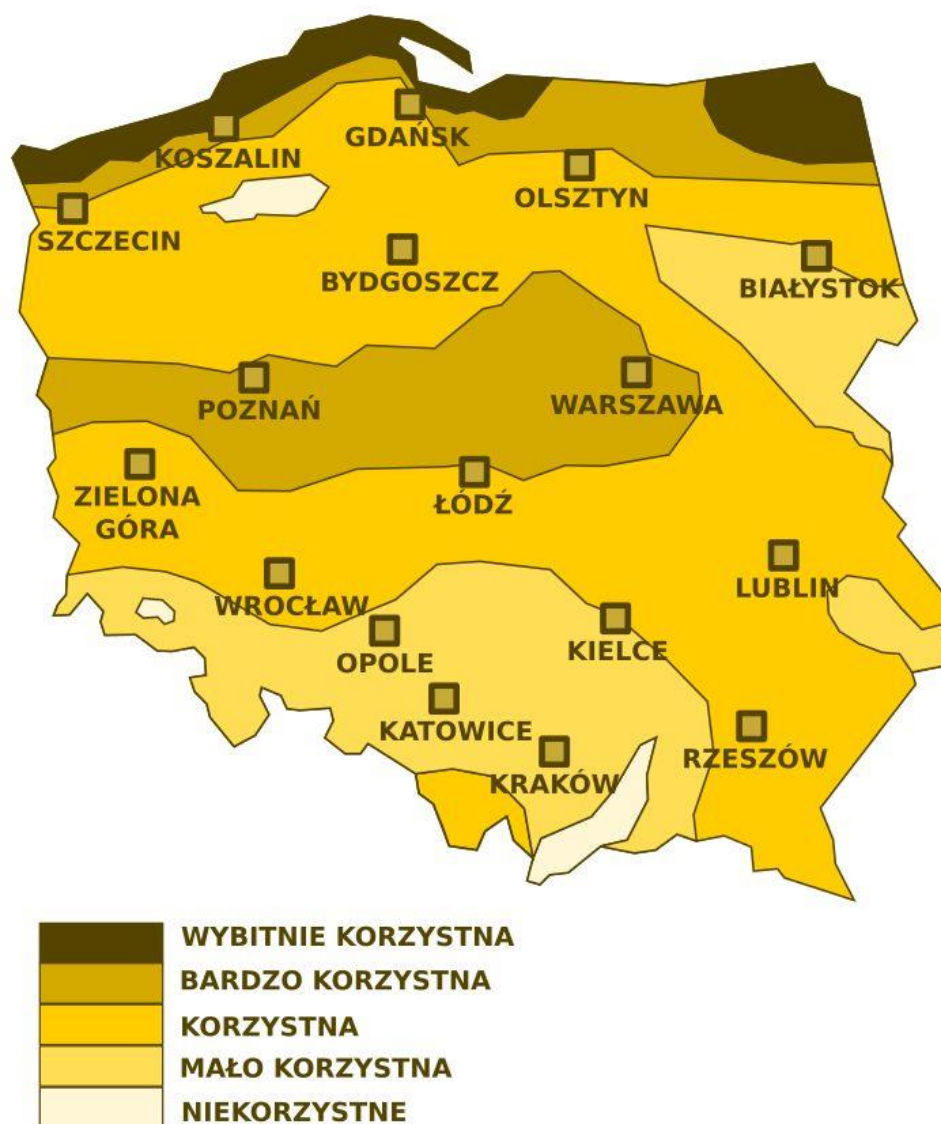 GDAŃSK
KOSZALIN
OLSZTYN
SZCZECIN
BYDGOSZCZ
BIAŁYSTOK
POZNAŃ
WARSZAWA
ZIELONA
GÓRA
ŁÓDŹ
LUBLIN
WROCŁAW
OPOLE
KIELCE
KATOWICE
RZESZÓW
KRAKÓW
WYBITNIE KORZYSTNA
BARDZO KORZYSTNA
KORZYSTNA
MAŁO KORZYSTNA
NIEKORZYSTNE